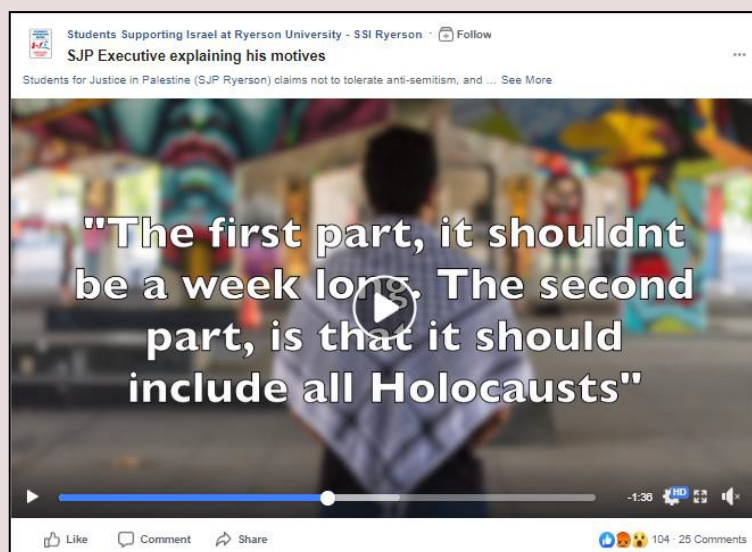 Students Supporting Israel at Ryerson University - SSI Ryerson · Follow
SJP Executive explaining his motives
Students for Justice in Palestine (SJP Ryerson) claims not to tolerate anti-semitism, and ... See More
"The first part, it shouldnt
be a week long. The second
part, is that it should
include all Holocausts"
-1:36 HD
Like Comment Share 104 · 25 Comments